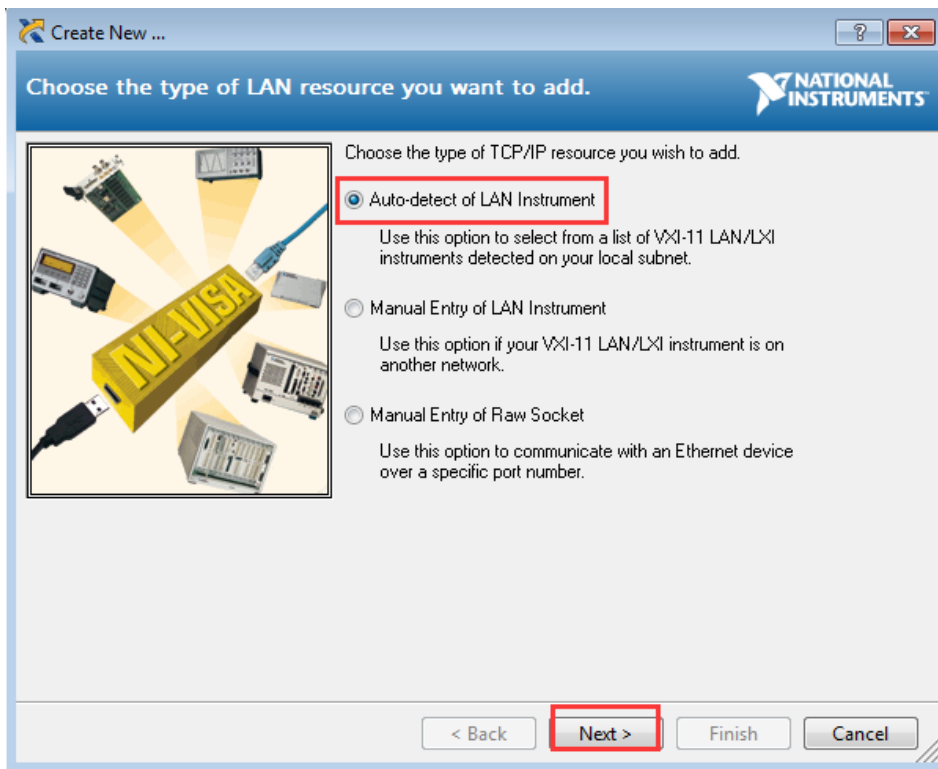 Create New ...
Choose the type of LAN resource you want to add.
NATIONAL
INSTRUMENTS
Choose the type of TCP/IP resource you wish to add.
Auto-detect of LAN Instrument
Use this option to select from a list of VXI-11 LAN/LXI
instruments detected on your local subnet.
NI-VISA
Manual Entry of LAN Instrument
Use this option if your VXI-11 LAN/LXI instrument is on
another network.
Manual Entry of Raw Socket
Use this option to communicate with an Ethernet device
over a specific port number.
< Back
Next >
Finish
Cancel